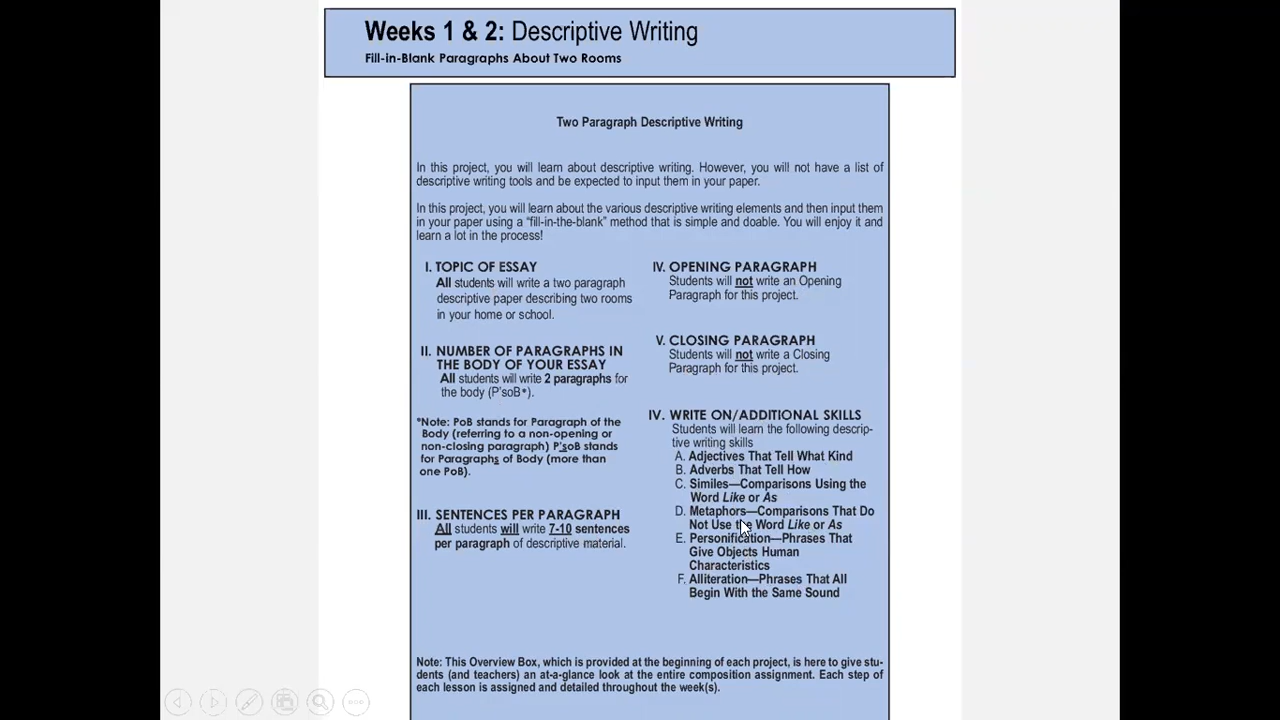 Weeks 1 & 2: Descriptive Writing
Fill-in-Blank Paragraphs About Two Rooms
Two Paragraph Descriptive Writing
In this project, you will learn about descriptive writing. However, you will not have a list of
descriptive writing tools and be expected to input them in your paper.
In this project, you will learn about the various descriptive writing elements and then input them
in your paper using a “fill-in-the-blank” method that is simple and doable. You will enjoy it and
learn a lot in the process!
I. TOPIC OF ESSAY
All students will write a two paragraph
descriptive paper describing two rooms
in your home or school.
II. NUMBER OF PARAGRAPHS IN
THE BODY OF YOUR ESSAY
All students will write 2 paragraphs for
the body (P’soB*).
*Note: PoB stands for Paragraph of the
Body (referring to a non-opening or
non-closing paragraph) P’soB stands
for Paragraphs of Body (more than
one PoB).
III. SENTENCES PER PARAGRAPH
All students will write 7-10 sentences
per paragraph of descriptive material.
IV. OPENING PARAGRAPH
Students will not write an Opening
Paragraph for this project.
V. CLOSING PARAGRAPH
Students will not write a Closing
Paragraph for this project.
IV. WRITE ON/ADDITIONAL SKILLS
Students will learn the following descrip-
tive writing skills
A. Adjectives That Tell What Kind
B. Adverbs That Tell How
C. Similes—Comparisons Using the
Word Like or As
D. Metaphors—Comparisons That Do
Not Use the Word Like or As
E. Personification—Phrases That
Give Objects Human
Characteristics
F. Alliteration—Phrases That All
Begin With the Same Sound
Note: This Overview Box, which is provided at the beginning of each project, is here to give stu-
dents (and teachers) an at-a-glance look at the entire composition assignment. Each step of
each lesson is assigned and detailed throughout the week(s).